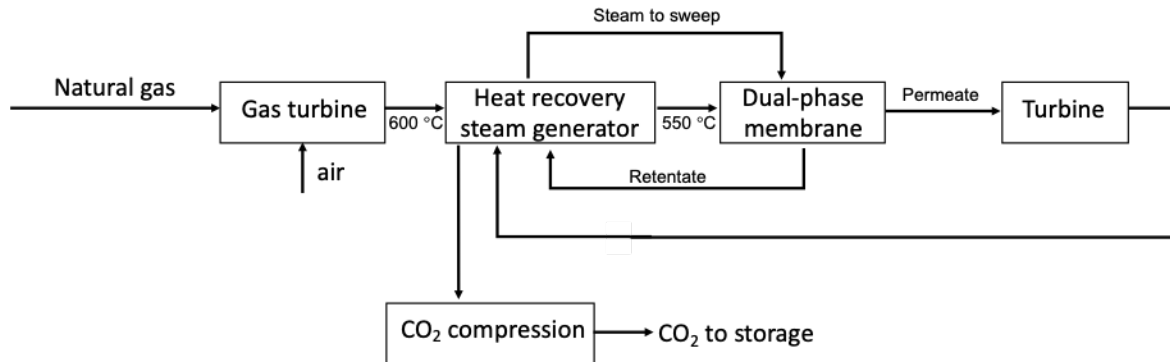 Steam to sweep
Natural gas
Gas turbine
600 °C
Heat recovery
steam generator
550 °C
Dual-phase
membrane
Permeate
Turbine
air
Retentate
CO₂ compression
CO₂ to storage